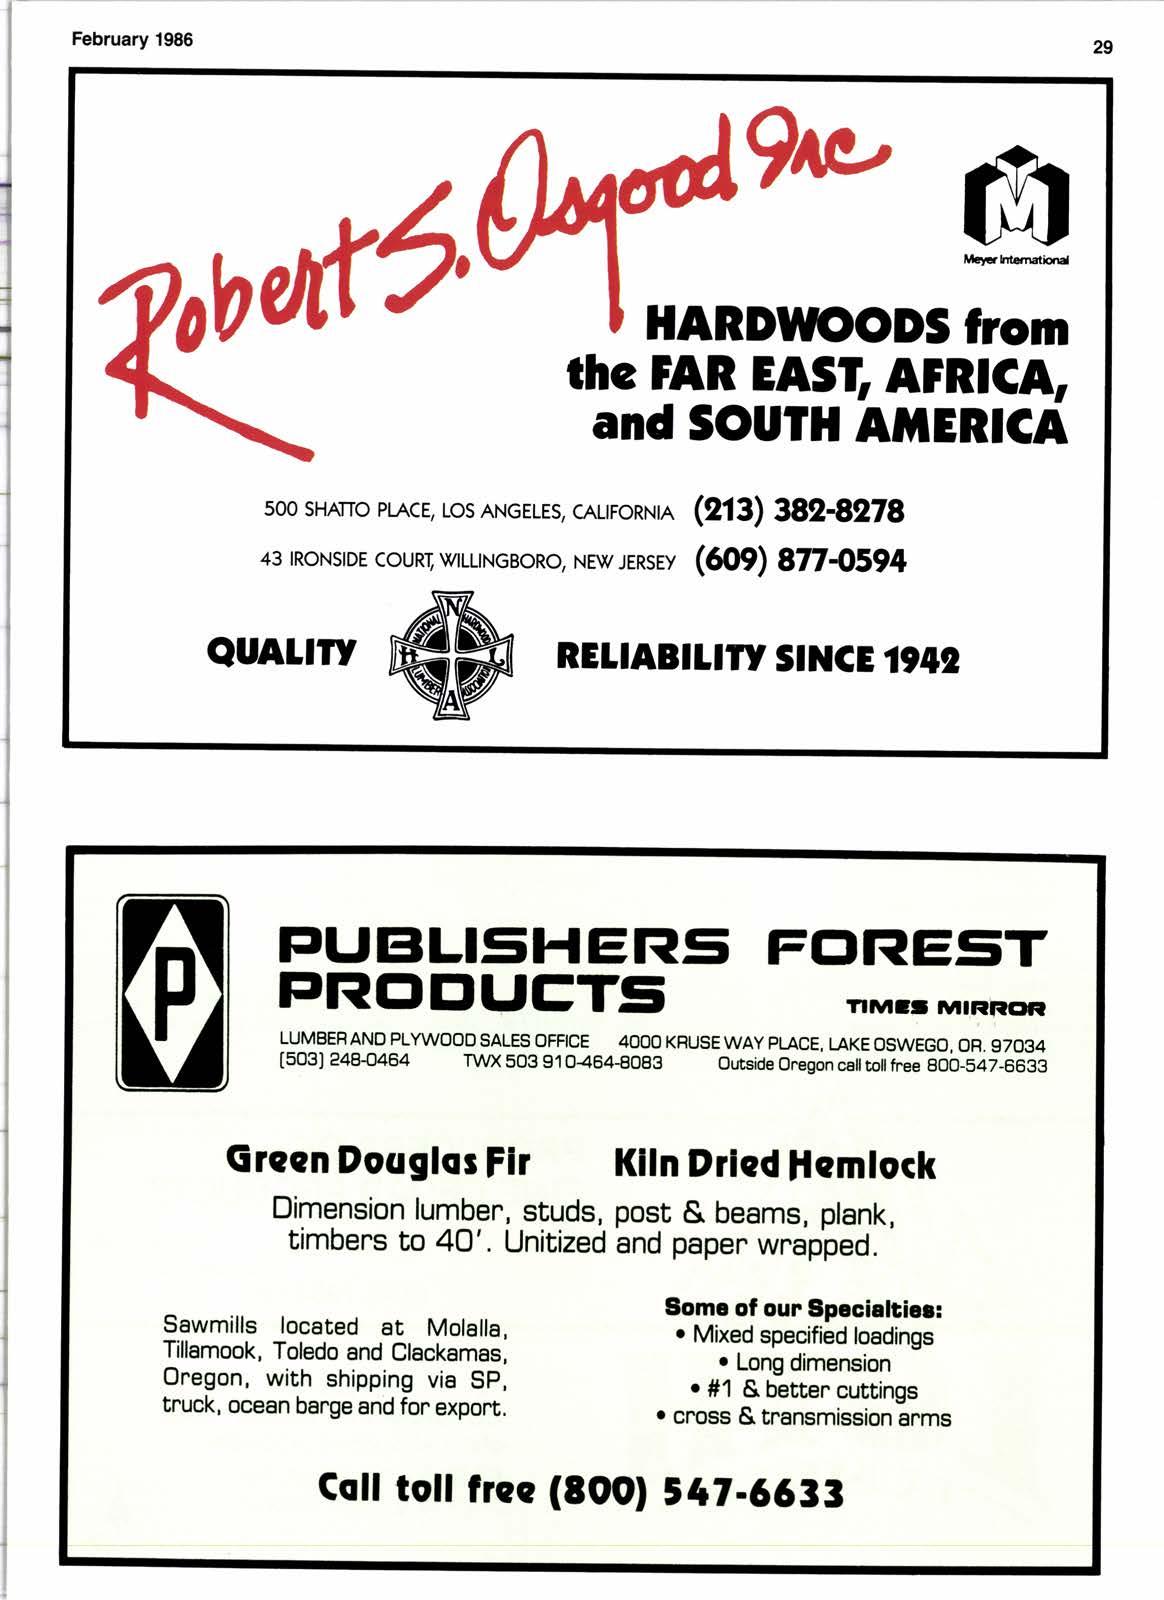 February 1986
29
Robert S. Osgood Inc
M
Meyer International
HARDWOODS from
the FAR EAST, AFRICA,
and SOUTH AMERICA
500 SHATTO PLACE, LOS ANGELES, CALIFORNIA (213) 382-8278
43 IRONSIDE COURT, WILLINGBORO, NEW JERSEY (609) 877-0594
QUALITY
N H L A
NATIONAL HARDWOOD LUMBER ASSOCIATION
RELIABILITY SINCE 1942
P
PUBLISHERS FOREST
PRODUCTS
TIMES MIRROR
LUMBER AND PLYWOOD SALES OFFICE 4000 KRUSE WAY PLACE, LAKE OSWEGO, OR. 97034
(503) 248-0464 TWX 503 910-464-8083 Outside Oregon call toll free 800-547-6633
Green Douglas Fir Kiln Dried Hemlock
Dimension lumber, studs, post & beams, plank,
timbers to 40'. Unitized and paper wrapped.
Sawmills located at Molalla,
Tillamook, Toledo and Clackamas,
Oregon, with shipping via SP,
truck, ocean barge and for export.
Some of our Specialties:
• Mixed specified loadings
• Long dimension
• #1 & better cuttings
• cross & transmission arms
Call toll free (800) 547-6633